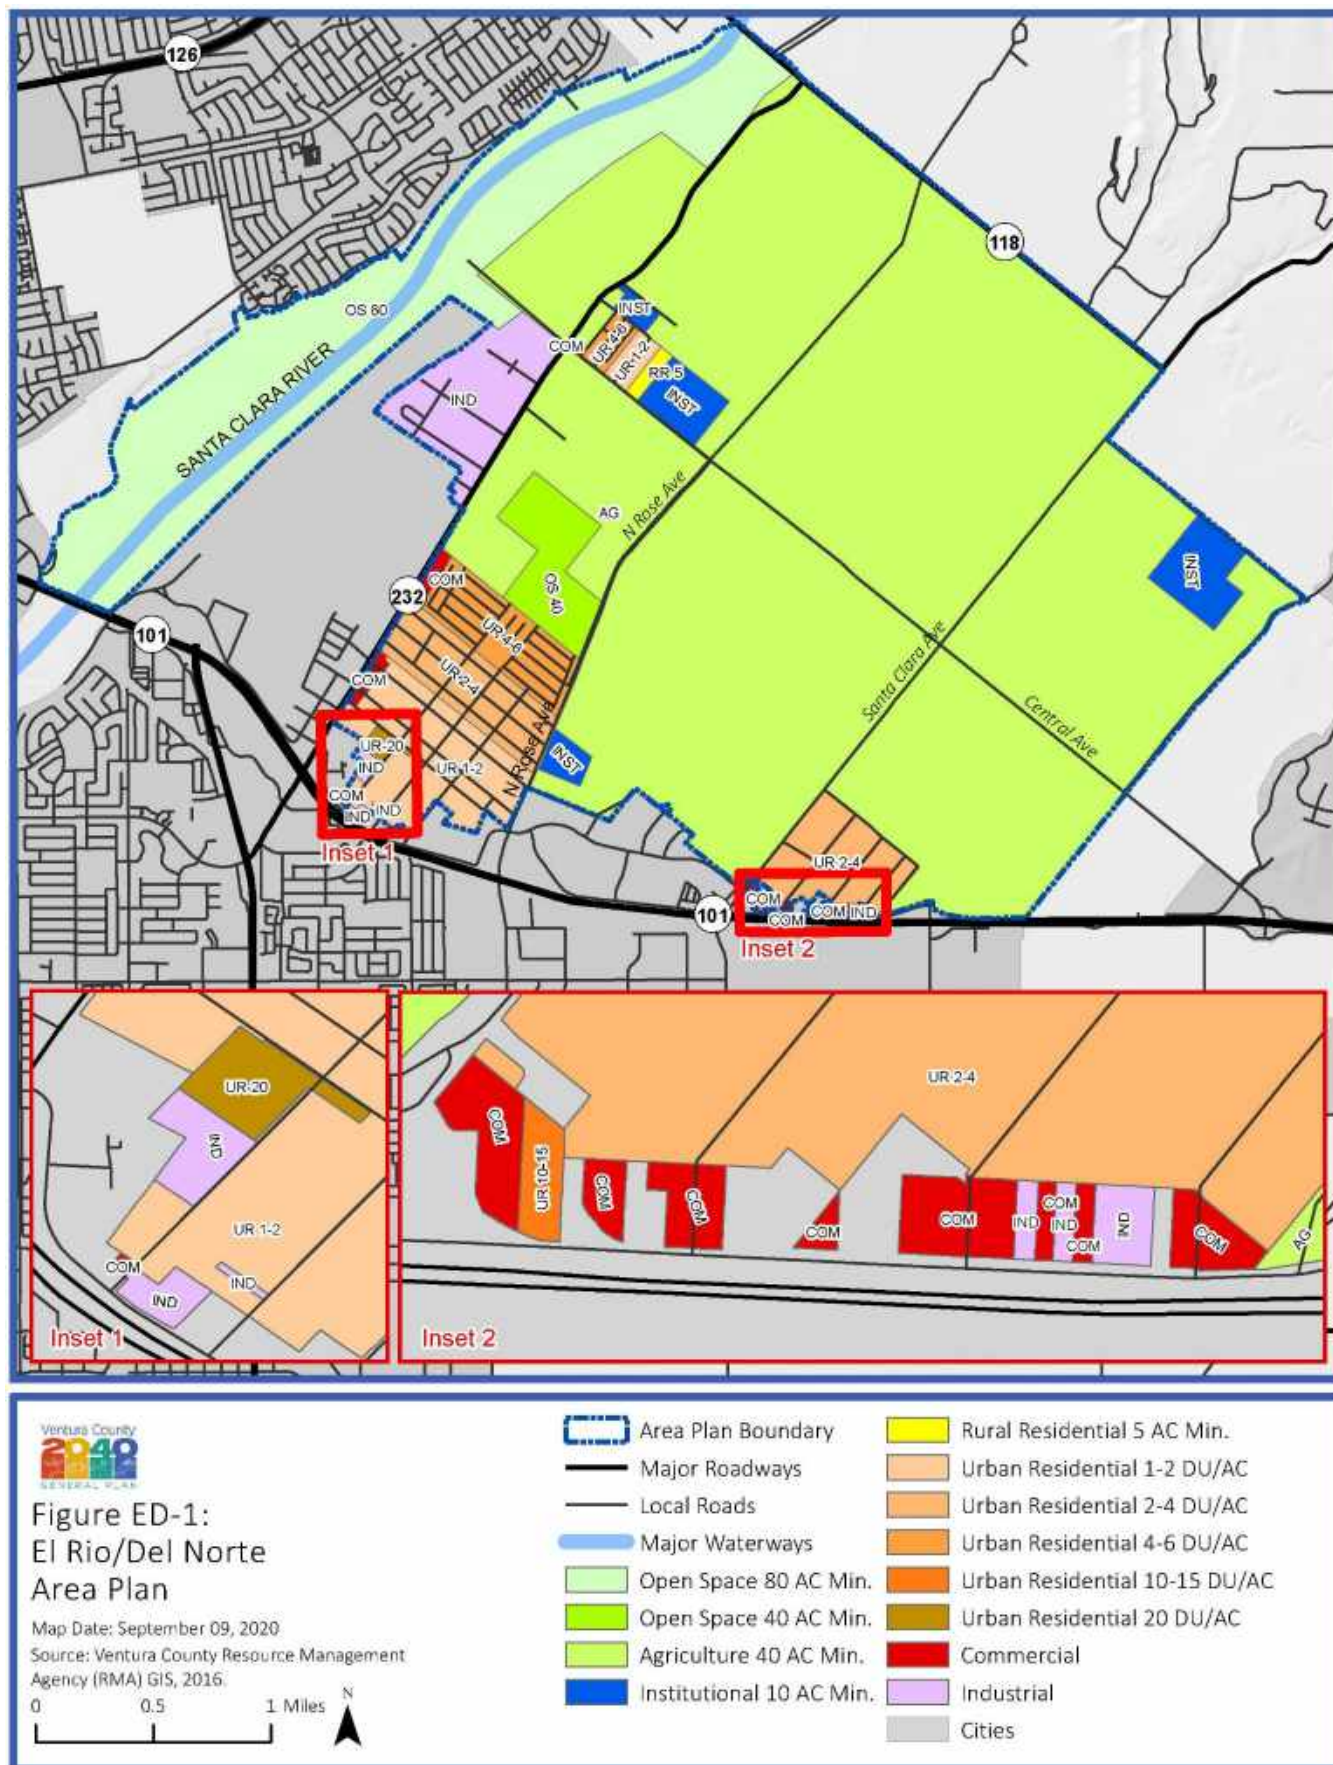 126
118
OS 80
INST
COM
UR 4-6
UR 1-2
RR 5
INST
SANTA CLARA RIVER
IND
AG
N Rose Ave
COM
OS 40
INST
232
UR 4-6
101
UR 2-4
COM
Santa Clara Ave
Central Ave
UR-20
IND
UR 1-2
INST
N Rose Ave
COM
IND
IND
Inset 1
UR 2-4
COM
COM
COM
IND
101
Inset 2
UR-20
IND
UR 1-2
COM
IND
IND
Inset 1
UR 2-4
COM
UR 10-15
COM
COM
COM
COM
IND
COM
IND
COM
IND
COM
AG
Inset 2
Ventura County
2040
GENERAL PLAN
Figure ED-1:
El Rio/Del Norte
Area Plan
Map Date: September 09, 2020
Source: Ventura County Resource Management
Agency (RMA) GIS, 2016.
0 0.5 1 Miles
N
Area Plan Boundary
Major Roadways
Local Roads
Major Waterways
Open Space 80 AC Min.
Open Space 40 AC Min.
Agriculture 40 AC Min.
Institutional 10 AC Min.
Rural Residential 5 AC Min.
Urban Residential 1-2 DU/AC
Urban Residential 2-4 DU/AC
Urban Residential 4-6 DU/AC
Urban Residential 10-15 DU/AC
Urban Residential 20 DU/AC
Commercial
Industrial
Cities